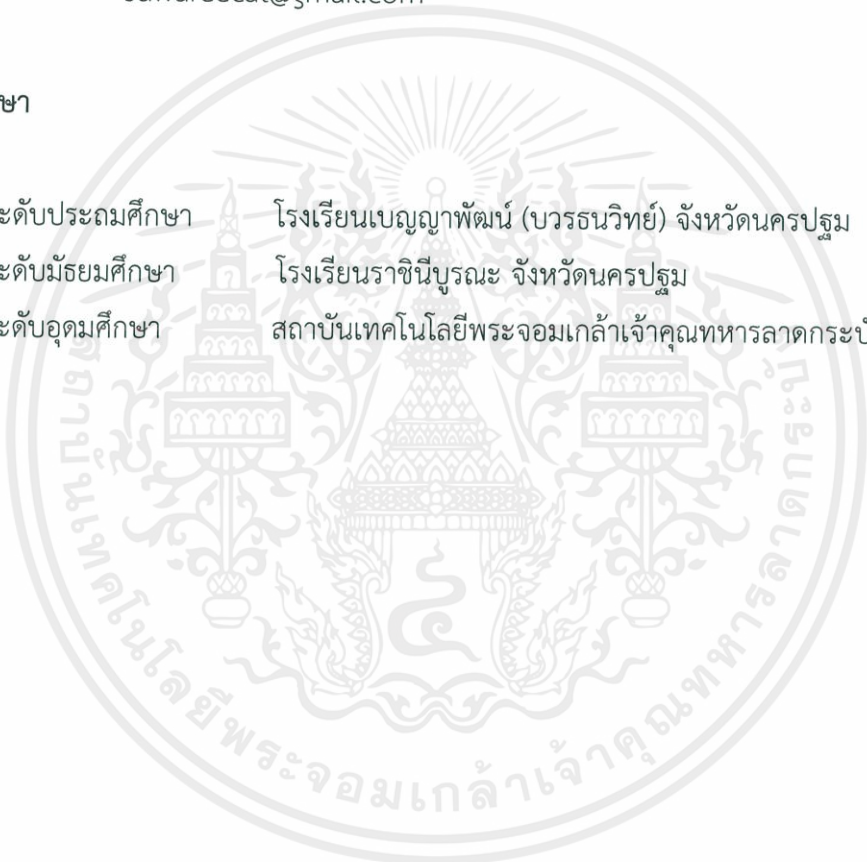 ษา
ะดับประถมศึกษา โรงเรียนเบญญาพัฒน์ (บวรธนวิทย์) จังหวัดนครปฐม
ะดับมัธยมศึกษา โรงเรียนราชินีบูรณะ จังหวัดนครปฐม
ะดับอุดมศึกษา สถาบันเทคโนโลยีพระจอมเกล้าเจ้าคุณทหารลาดกระบั
สถาบันเทคโนโลยีพระจอมเกล้าเจ้าคุณทหารลาดกระบัง